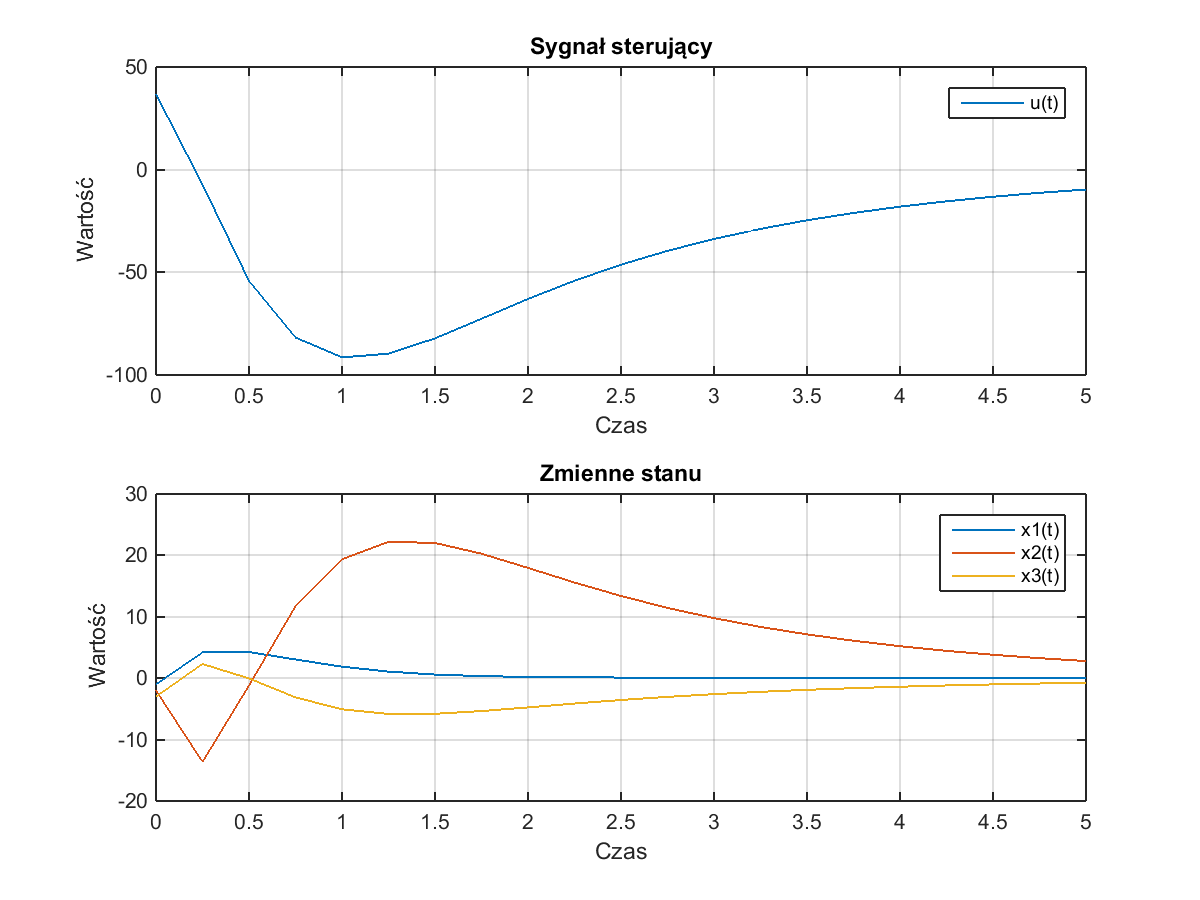 Sygnał sterujący
50
0
-50
-100
Wartość
u(t)
0 0.5 1 1.5 2 2.5 3 3.5 4 4.5 5
Czas
Zmienne stanu
30
20
10
0
-10
-20
Wartość
x1(t)
x2(t)
x3(t)
0 0.5 1 1.5 2 2.5 3 3.5 4 4.5 5
Czas